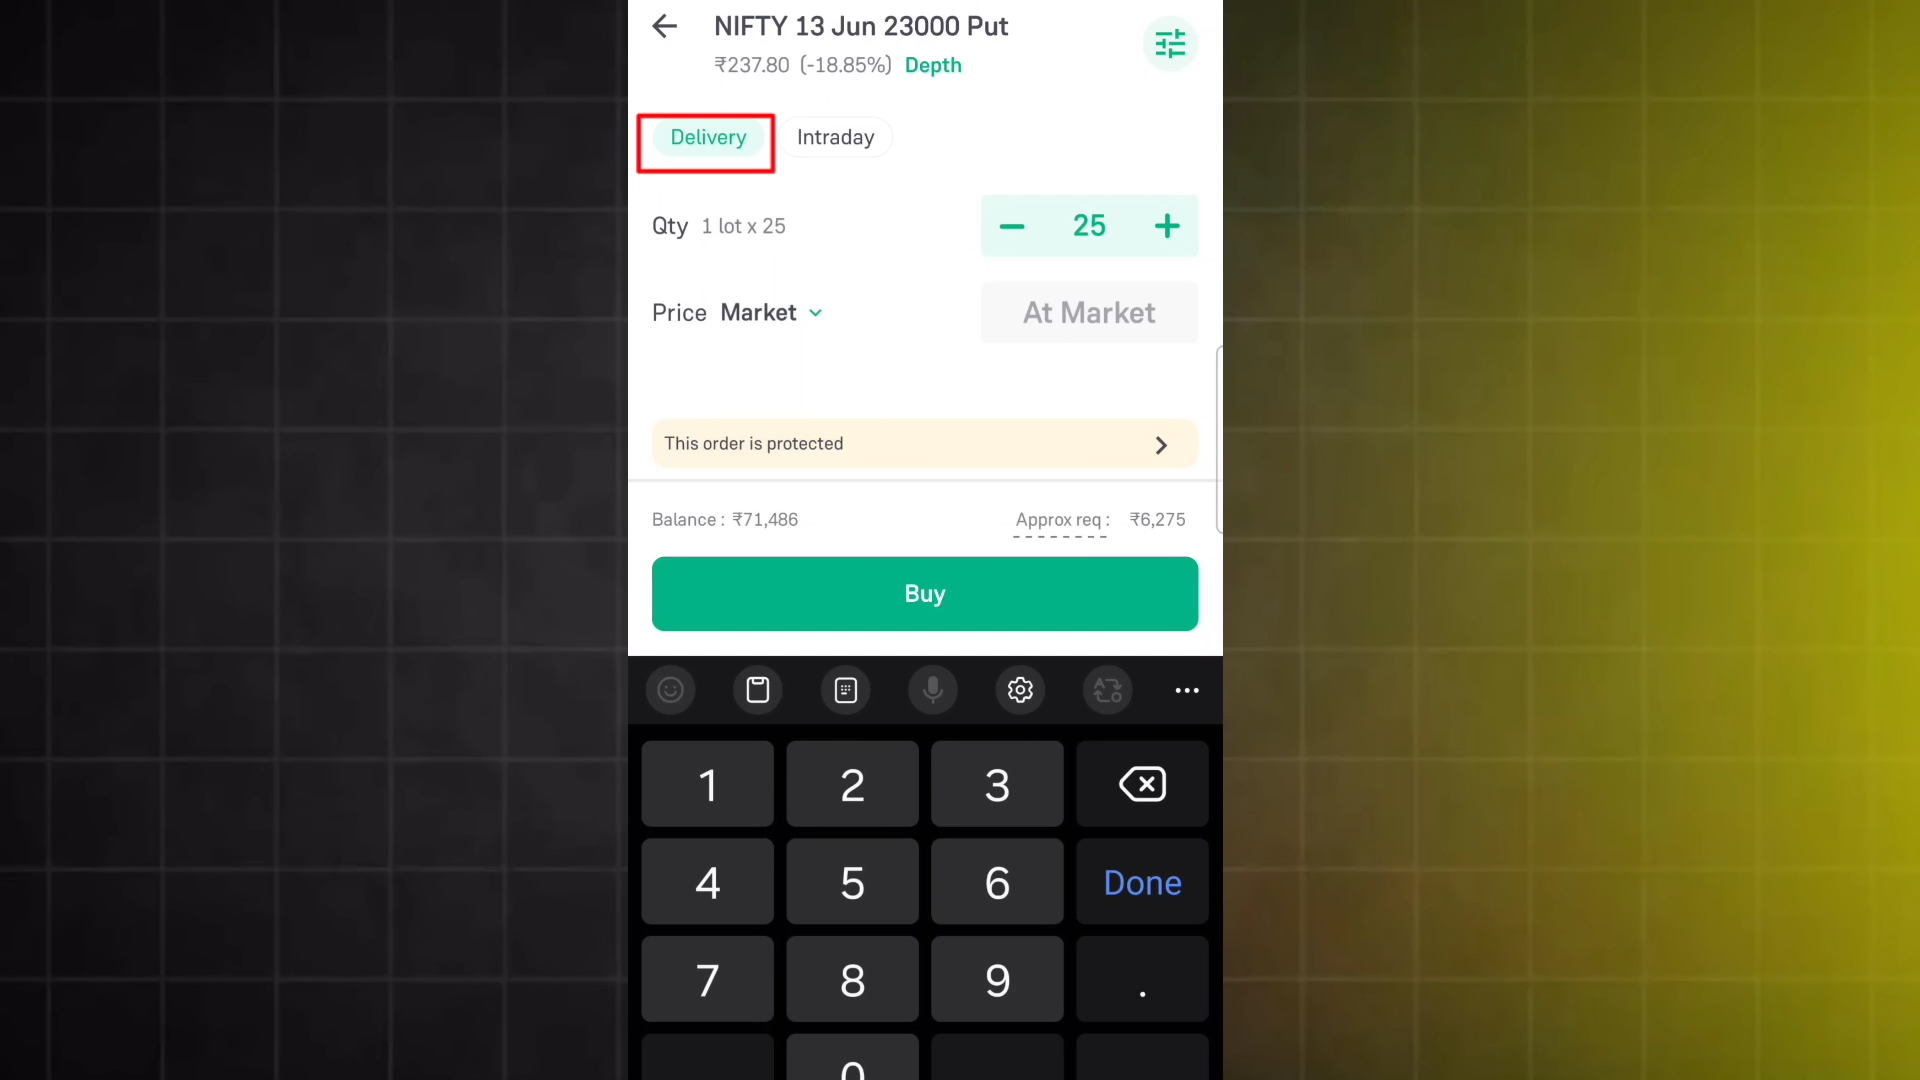 NIFTY 13 Jun 23000 Put
₹237.80 (-18.85%) Depth
Delivery Intraday
Qty 1 lot x 25 25
Price Market At Market
This order is protected
Balance : ₹71,486 Approx req : ₹6,275
Buy
1 2 3
4 5 6 Done
7 8 9 .
0